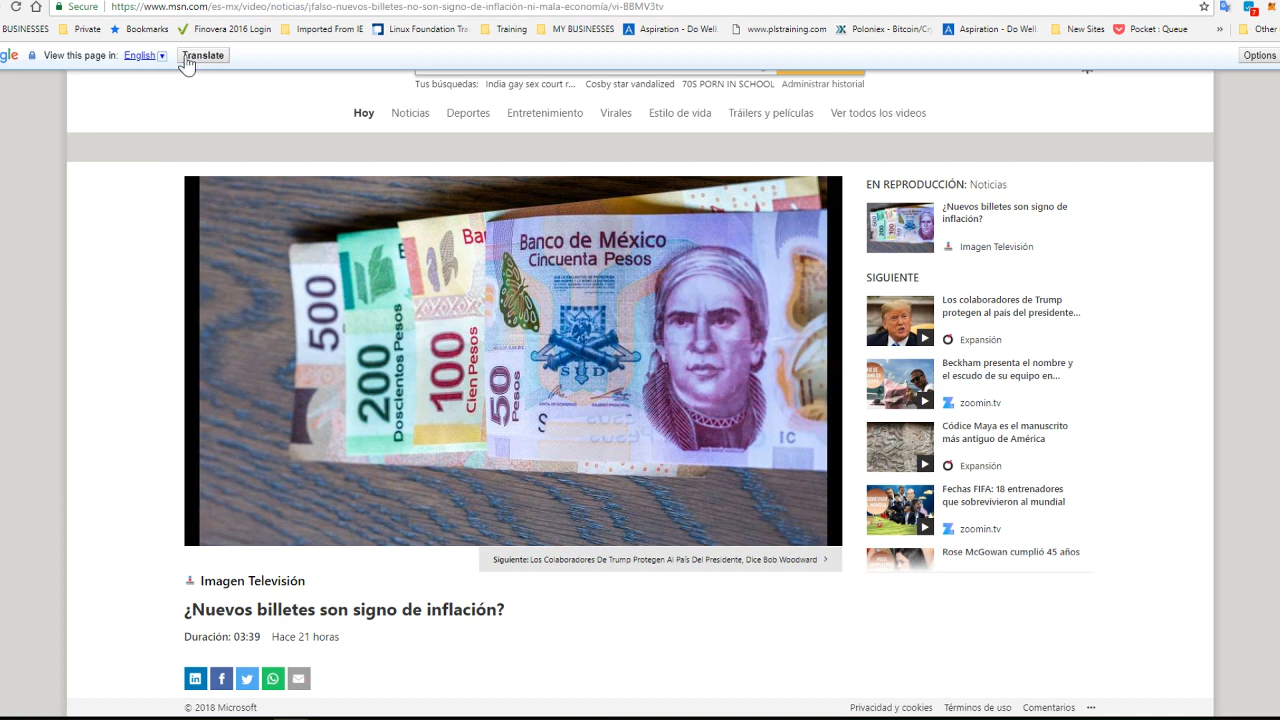 Secure https://www.msn.com/es-mx/video/noticias/¡falso-nuevos-billetes-no-son-signo-de-inflación-ni-mala-economía/vi-BBMV3tv
BUSINESSES Private Bookmarks Finovera 2016 Login Imported From IE Linux Foundation Tra Training MY BUSINESSES Aspiration - Do Well. www.plstraining.com Poloniex - Bitcoin/Cry Aspiration - Do Well. New Sites Pocket : Queue » Other
gle View this page in: English Translate Options
Tus búsquedas: India gay sex court r... Cosby star vandalized 70S PORN IN SCHOOL Administrar historial
Hoy Noticias Deportes Entretenimiento Virales Estilo de vida Tráilers y películas Ver todos los videos
500
200 Doscientos Pesos
Ba
100 Cien Pesos
Banco de México
Cincuenta Pesos
SUD
50 Pesos
IC
Siguiente: Los Colaboradores De Trump Protegen Al País Del Presidente, Dice Bob Woodward
Imagen Televisión
¿Nuevos billetes son signo de inflación?
Duración: 03:39 Hace 21 horas
EN REPRODUCCIÓN: Noticias
¿Nuevos billetes son signo de
inflación?
Imagen Televisión
SIGUIENTE
Los colaboradores de Trump
protegen al país del presidente...
Expansión
Beckham presenta el nombre y
el escudo de su equipo en...
zoomin.tv
Códice Maya es el manuscrito
más antiguo de América
Expansión
Fechas FIFA: 18 entrenadores
que sobrevivieron al mundial
zoomin.tv
Rose McGowan cumplió 45 años
© 2018 Microsoft Privacidad y cookies Términos de uso Comentarios ...